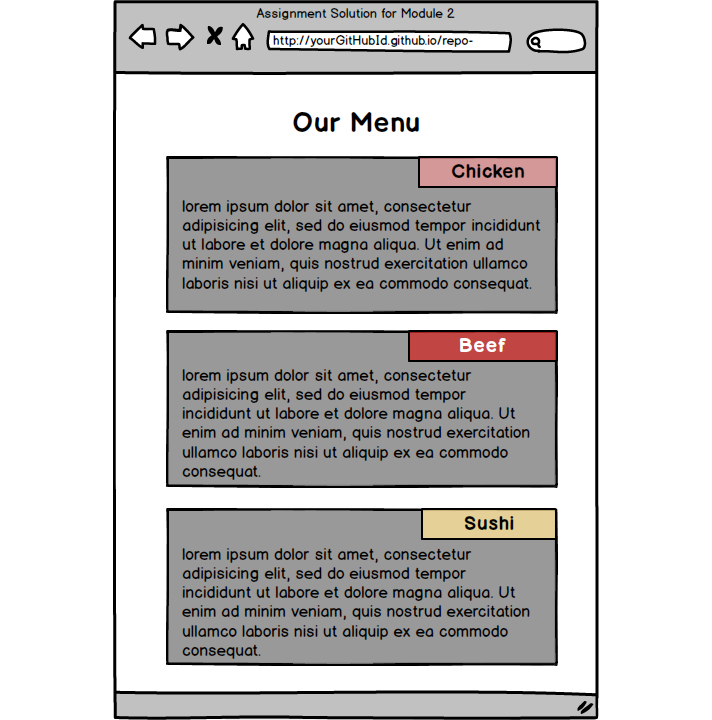 Assignment Solution for Module 2
http://yourGitHubId.github.io/repo-
Our Menu
Chicken
lorem ipsum dolor sit amet, consectetur
adipisicing elit, sed do eiusmod tempor incididunt
ut labore et dolore magna aliqua. Ut enim ad
minim veniam, quis nostrud exercitation ullamco
laboris nisi ut aliquip ex ea commodo consequat.
Beef
lorem ipsum dolor sit amet, consectetur
adipisicing elit, sed do eiusmod tempor
incididunt ut labore et dolore magna aliqua. Ut
enim ad minim veniam, quis nostrud exercitation
ullamco laboris nisi ut aliquip ex ea commodo
consequat.
Sushi
lorem ipsum dolor sit amet, consectetur
adipisicing elit, sed do eiusmod tempor
incididunt ut labore et dolore magna aliqua. Ut
enim ad minim veniam, quis nostrud exercitation
ullamco laboris nisi ut aliquip ex ea commodo
consequat.